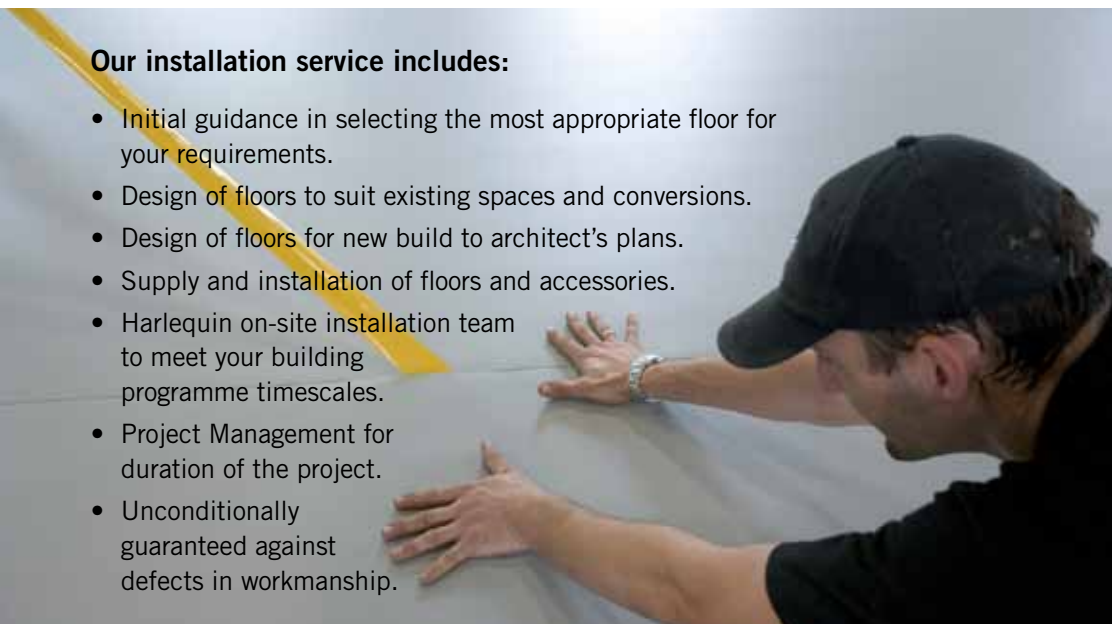 Our installation service includes:
• Initial guidance in selecting the most appropriate floor for
your requirements.
• Design of floors to suit existing spaces and conversions.
• Design of floors for new build to architect's plans.
• Supply and installation of floors and accessories.
• Harlequin on-site installation team
to meet your building
programme timescales.
• Project Management for
duration of the project.
• Unconditionally
guaranteed against
defects in workmanship.